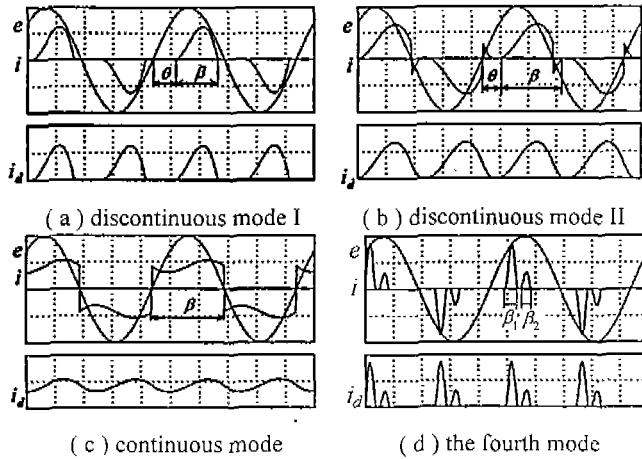 e
i
θ β
i_d
( a ) discontinuous mode I
e
i
θ β
i_d
( b ) discontinuous mode II
e
i
β
i_d
( c ) continuous mode
e
i
β₁ β₂
i_d
( d ) the fourth mode